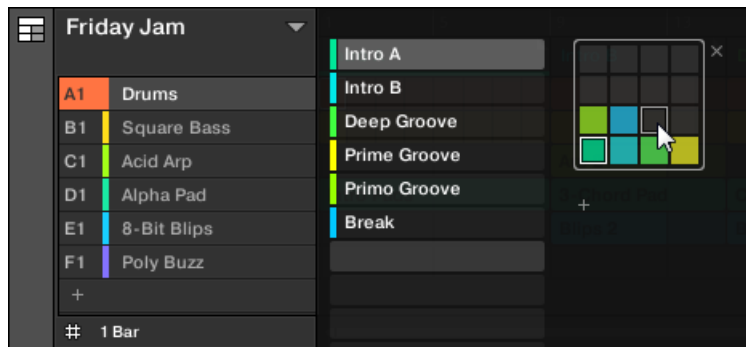 Friday Jam
A1 Drums
B1 Square Bass
C1 Acid Arp
D1 Alpha Pad
E1 8-Bit Blips
F1 Poly Buzz
+
# 1 Bar
Intro A
Intro B
Deep Groove
Prime Groove
Primo Groove
Break
×
+